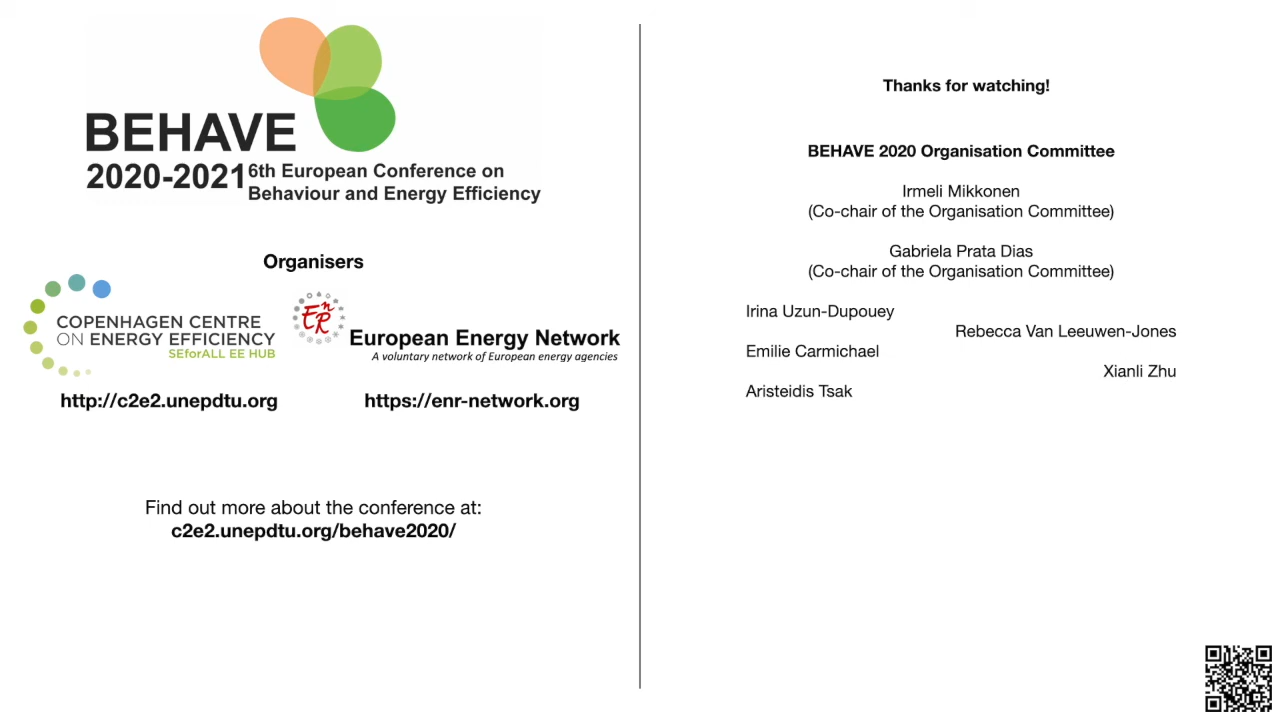 BEHAVE
2020-2021
6th European Conference on
Behaviour and Energy Efficiency
Organisers
COPENHAGEN CENTRE
ON ENERGY EFFICIENCY
SEforALL EE HUB
EnR
European Energy Network
A voluntary network of European energy agencies
http://c2e2.unepdtu.org
https://enr-network.org
Find out more about the conference at:
c2e2.unepdtu.org/behave2020/
Thanks for watching!
BEHAVE 2020 Organisation Committee
Irmeli Mikkonen
(Co-chair of the Organisation Committee)
Gabriela Prata Dias
(Co-chair of the Organisation Committee)
Irina Uzun-Dupouey
Rebecca Van Leeuwen-Jones
Emilie Carmichael
Xianli Zhu
Aristeidis Tsak